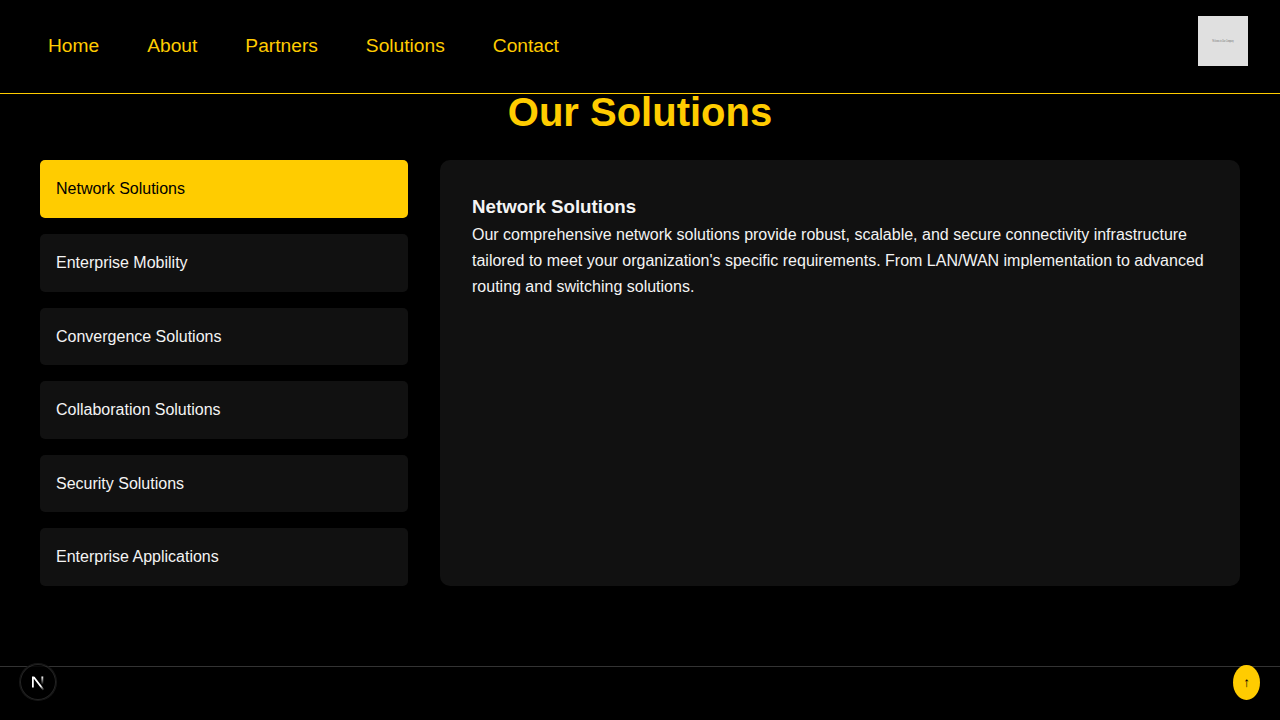 Home
About
Partners
Solutions
Contact
Our Solutions
Network Solutions
Enterprise Mobility
Convergence Solutions
Collaboration Solutions
Security Solutions
Enterprise Applications
Network Solutions
Our comprehensive network solutions provide robust, scalable, and secure connectivity infrastructure
tailored to meet your organization's specific requirements. From LAN/WAN implementation to advanced
routing and switching solutions.
N
↑